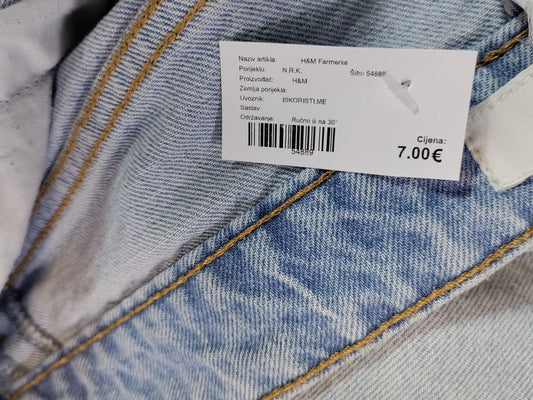 Naziv artikla: H&M Farmerke
Porijeklo: N.R.K. Šifra: 54889
Proizvođač: H&M
Zemlja porijekla:
Uvoznik: ISKORISTI.ME
Sastav:
Održavanje: Ručno ili na 30°
54889
Cijena:
7.00€